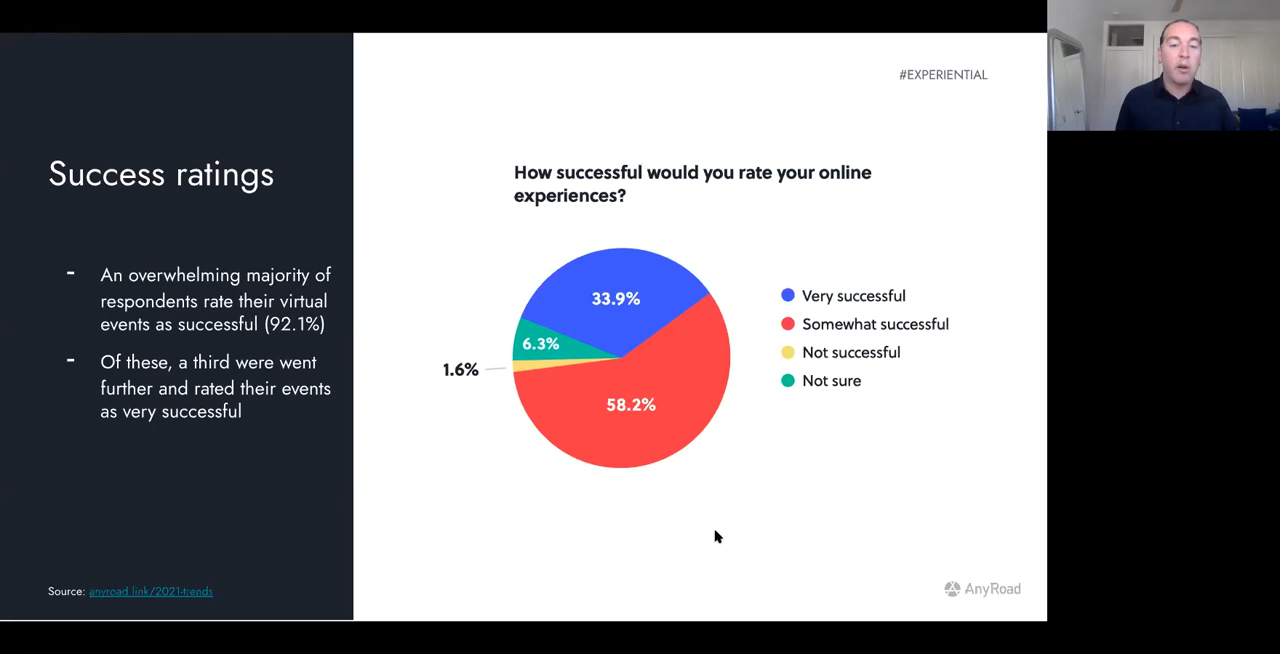 #EXPERIENTIAL
Success ratings
- An overwhelming majority of
respondents rate their virtual
events as successful (92.1%)
- Of these, a third were went
further and rated their events
as very successful
Source: anyroad.link/2021-trends
How successful would you rate your online
experiences?
33.9%
6.3%
1.6%
58.2%
Very successful
Somewhat successful
Not successful
Not sure
AnyRoad